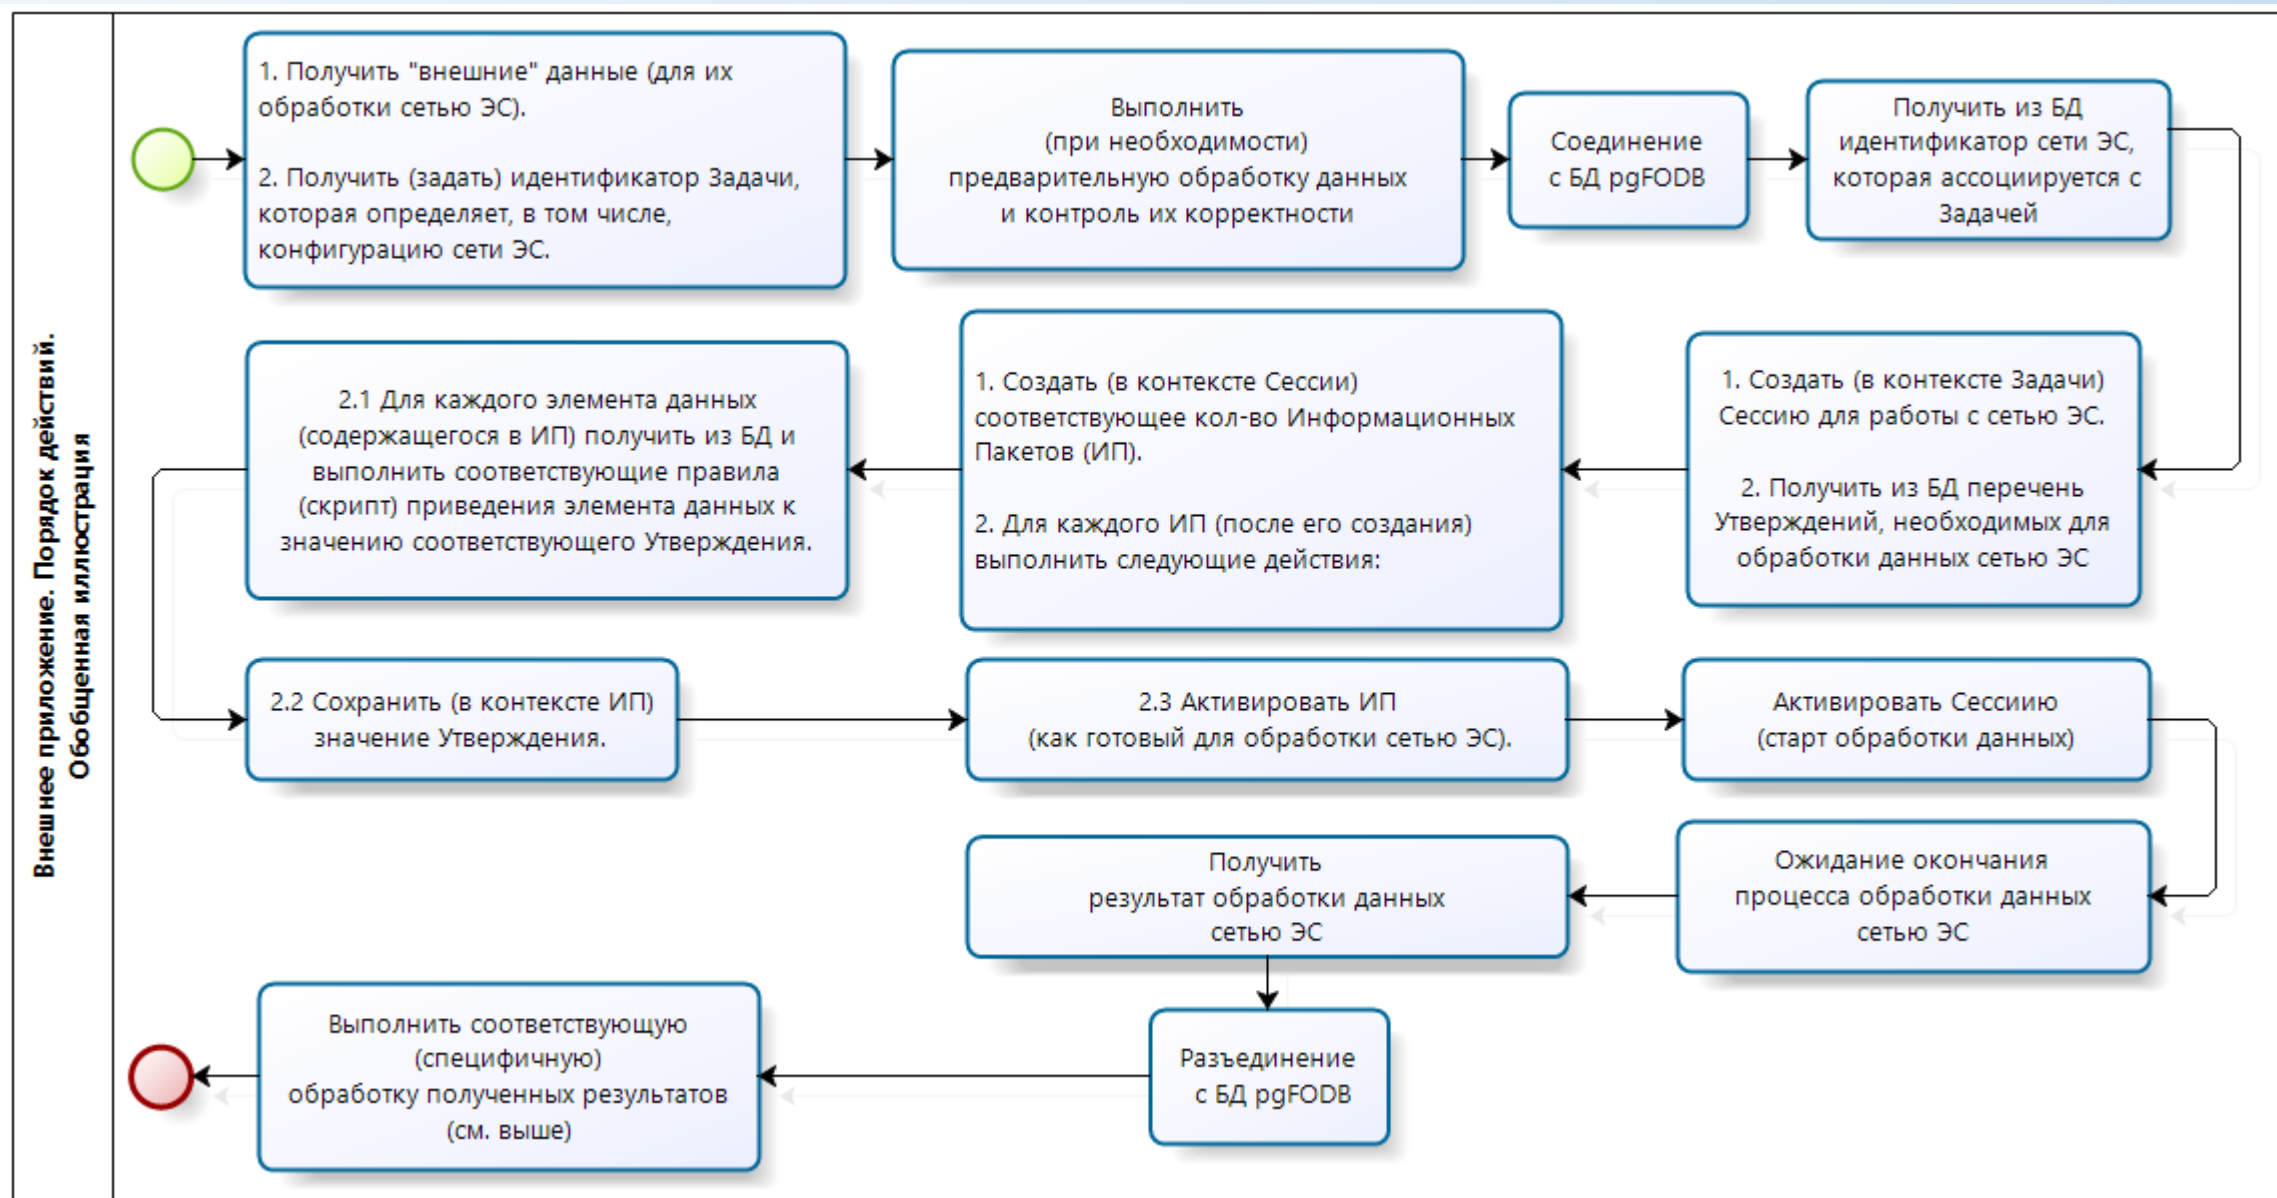 Внешнее приложение. Порядок действий.
Обобщенная иллюстрация
1. Получить "внешние" данные (для их
обработки сетью ЭС).
2. Получить (задать) идентификатор Задачи,
которая определяет, в том числе,
конфигурацию сети ЭС.
Выполнить
(при необходимости)
предварительную обработку данных
и контроль их корректности
Соединение
с БД pgFODB
Получить из БД
идентификатор сети ЭС,
которая ассоциируется с
Задачей
1. Создать (в контексте Задачи)
Сессию для работы с сетью ЭС.
2. Получить из БД перечень
Утверждений, необходимых для
обработки данных сетью ЭС
1. Создать (в контексте Сессии)
соответствующее кол-во Информационных
Пакетов (ИП).
2. Для каждого ИП (после его создания)
выполнить следующие действия:
2.1 Для каждого элемента данных
(содержащегося в ИП) получить из БД и
выполнить соответствующие правила
(скрипт) приведения элемента данных к
значению соответствующего Утверждения.
2.2 Сохранить (в контексте ИП)
значение Утверждения.
2.3 Активировать ИП
(как готовый для обработки сетью ЭС).
Активировать Сессиию
(старт обработки данных)
Ожидание окончания
процесса обработки данных
сетью ЭС
Получить
результат обработки данных
сетью ЭС
Разъединение
с БД pgFODB
Выполнить соответствующую
(специфичную)
обработку полученных результатов
(см. выше)